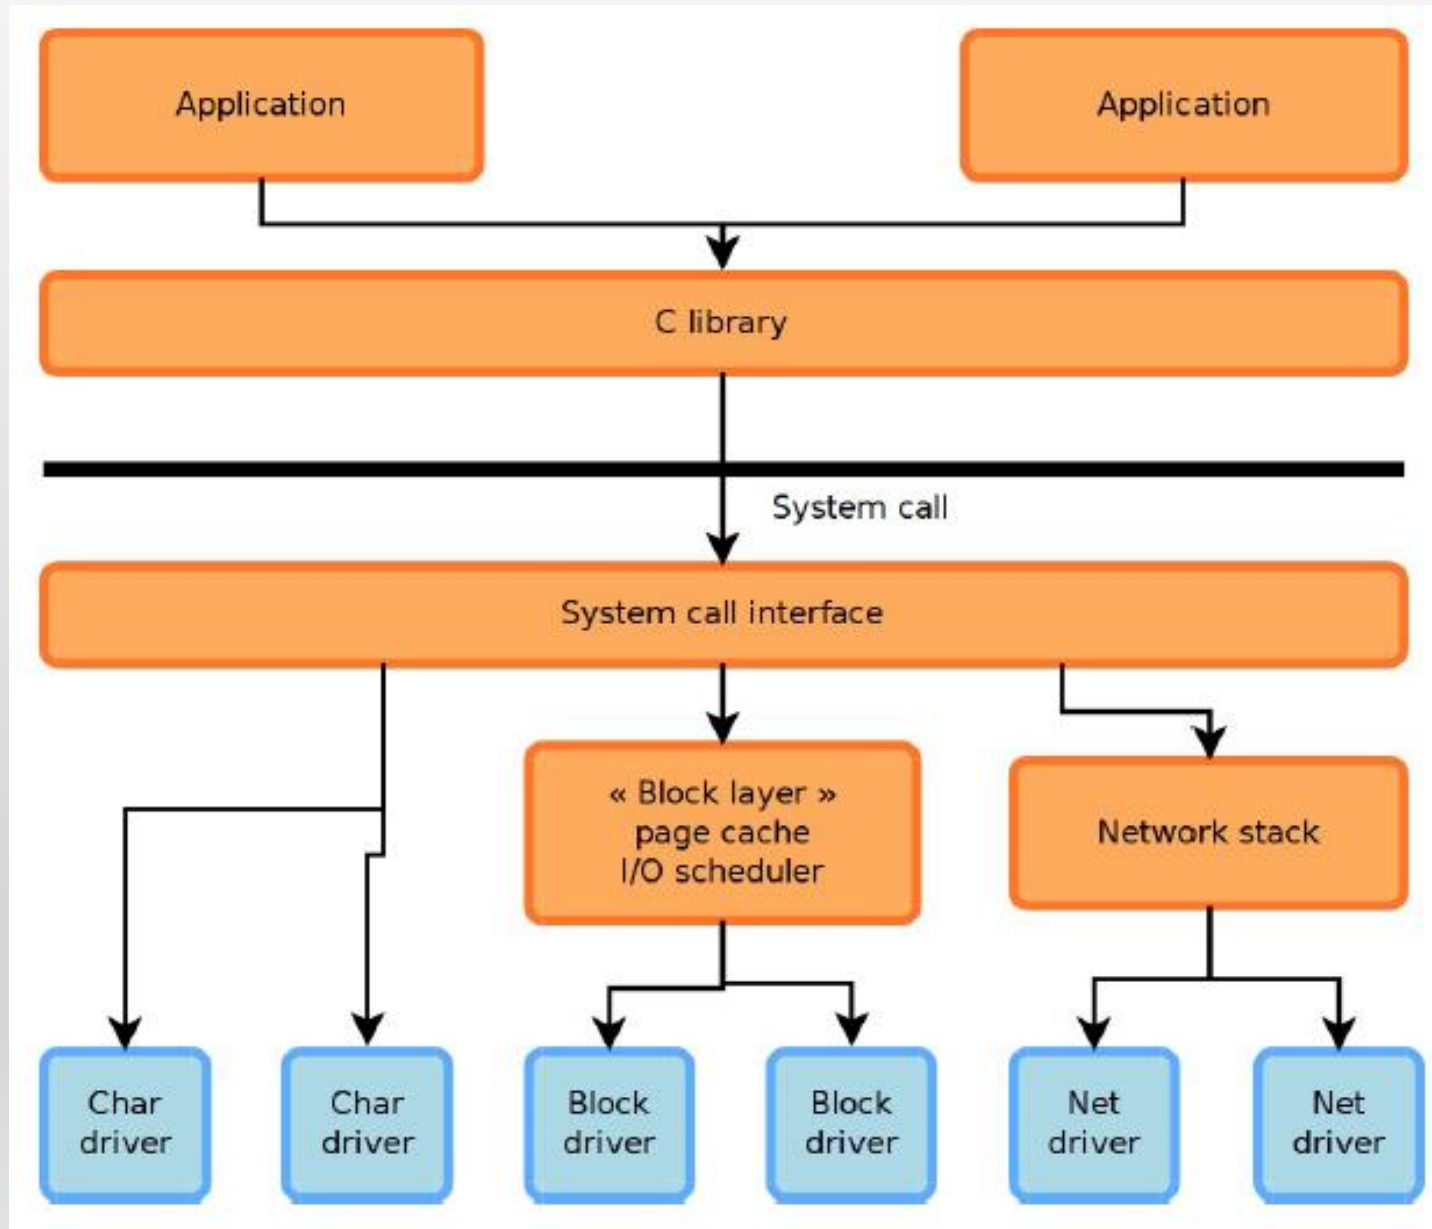 Application
Application
C library
System call
System call interface
« Block layer »
page cache
I/O scheduler
Network stack
Char
driver
Char
driver
Block
driver
Block
driver
Net
driver
Net
driver